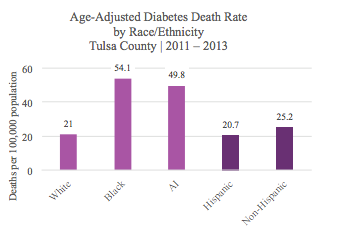 Age-Adjusted Diabetes Death Rate
by Race/Ethnicity
Tulsa County | 2011 – 2013
Deaths per 100,000 population
60
40
20
0
21
54.1
49.8
20.7
25.2
White
Black
AI
Hispanic
Non-Hispanic